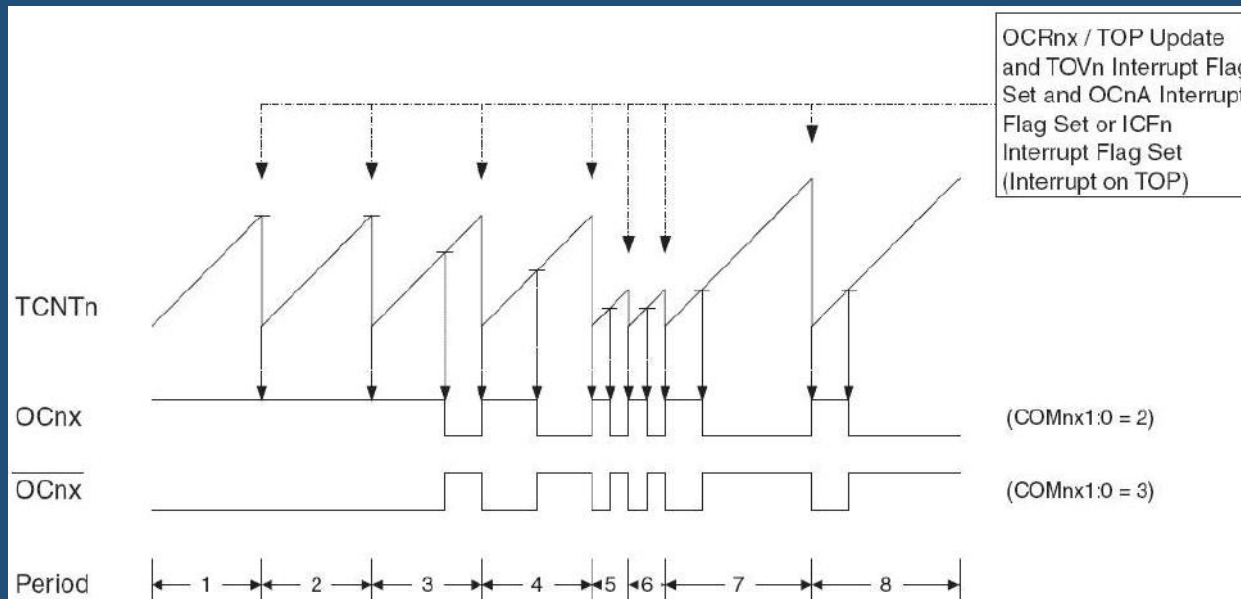 OCRnx / TOP Update
and TOVn Interrupt Flag
Set and OCnA Interrupt
Flag Set or ICFn
Interrupt Flag Set
(Interrupt on TOP)
TCNTn
OCnx
(COMnx1:0 = 2)
OCnx
(COMnx1:0 = 3)
Period
1 2 3 4 5 6 7 8